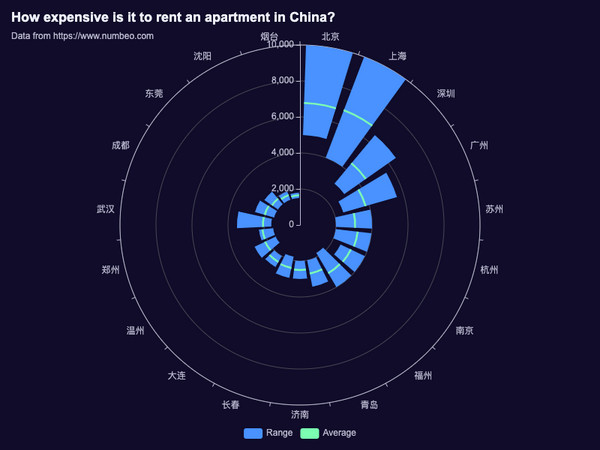 How expensive is it to rent an apartment in China?
Data from https://www.numbeo.com
10,000
8,000
6,000
4,000
2,000
0
北京
上海
深圳
广州
苏州
杭州
南京
福州
青岛
济南
长春
大连
温州
郑州
武汉
成都
东莞
沈阳
烟台
Range
Average